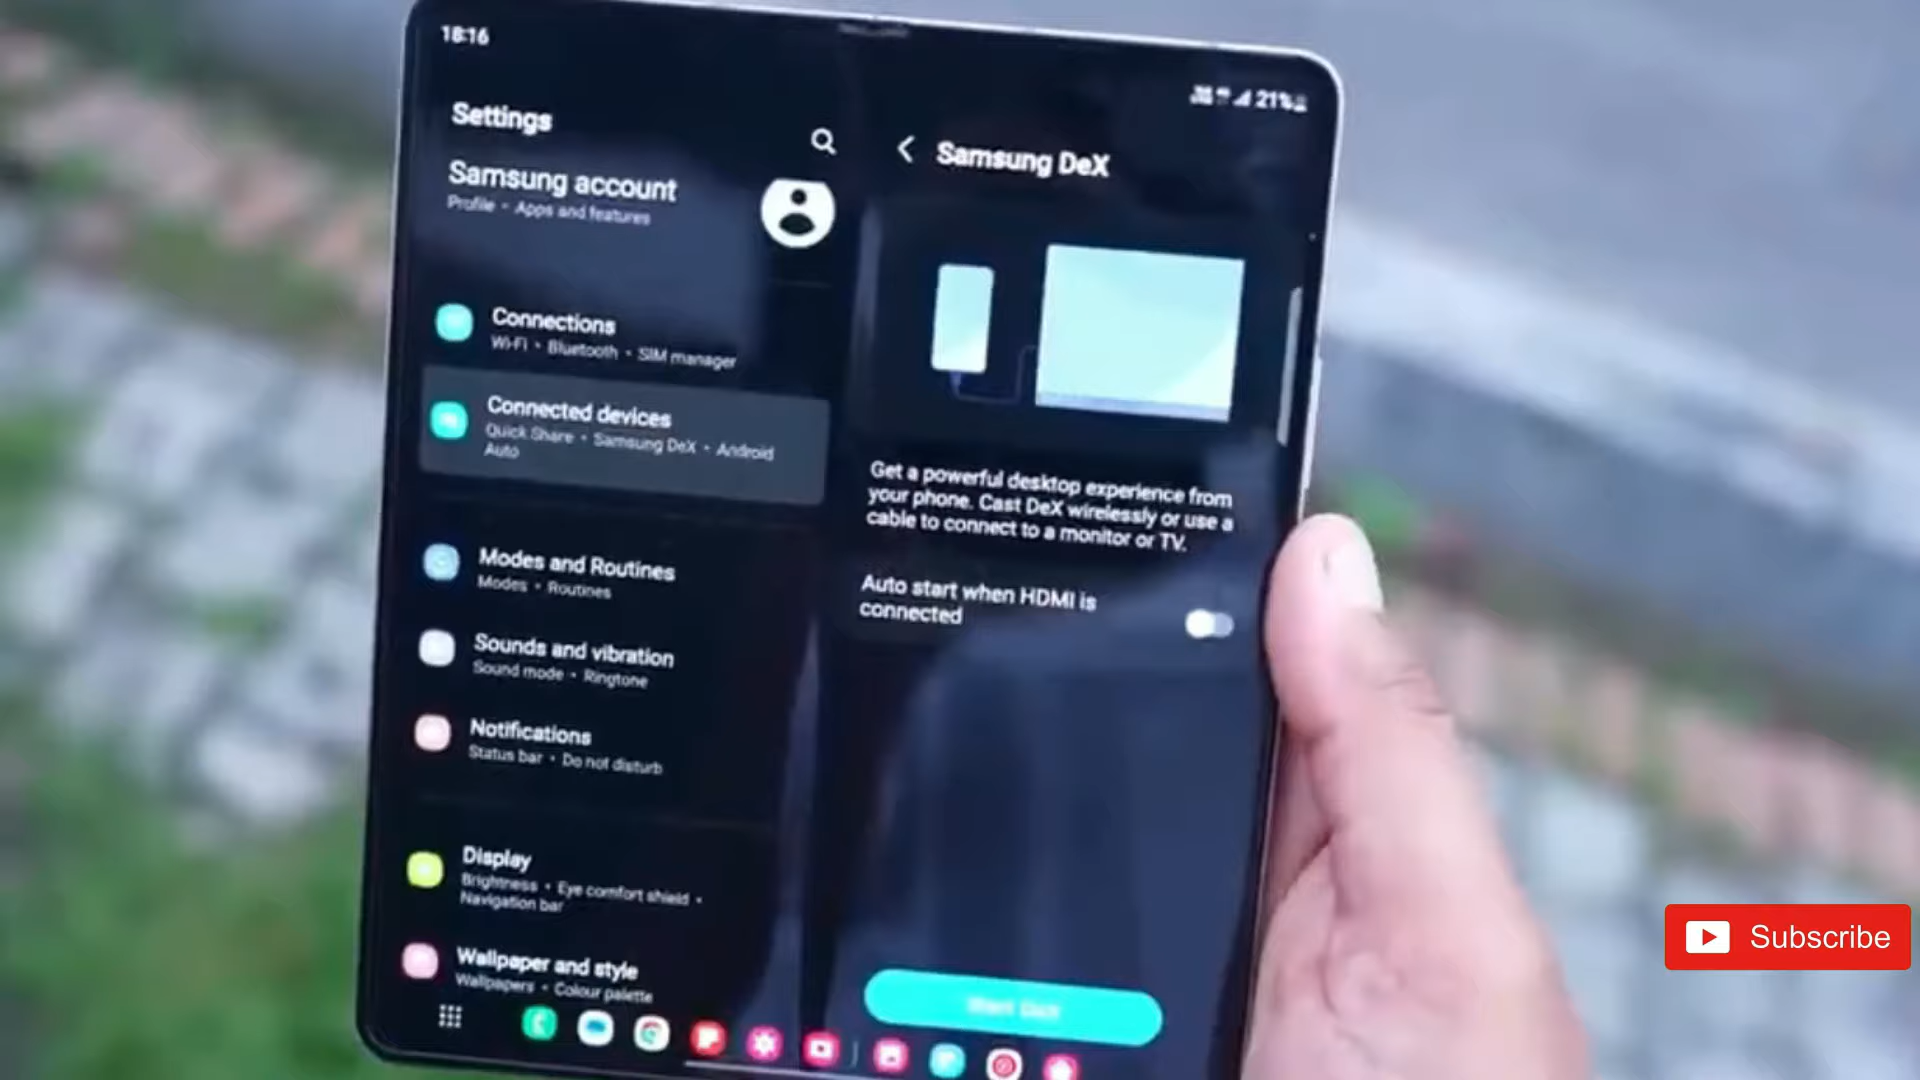 18:16
21%
Settings
Samsung account
Profile • Apps and features
Connections
Wi-Fi • Bluetooth • SIM manager
Connected devices
Quick Share • Samsung DeX • Android
Auto
Modes and Routines
Modes • Routines
Sounds and vibration
Sound mode • Ringtone
Notifications
Status bar • Do not disturb
Display
Brightness • Eye comfort shield •
Navigation bar
Wallpaper and style
Wallpapers • Colour palette
Samsung DeX
Get a powerful desktop experience from
your phone. Cast DeX wirelessly or use a
cable to connect to a monitor or TV.
Auto start when HDMI is
connected
Start DeX
Subscribe